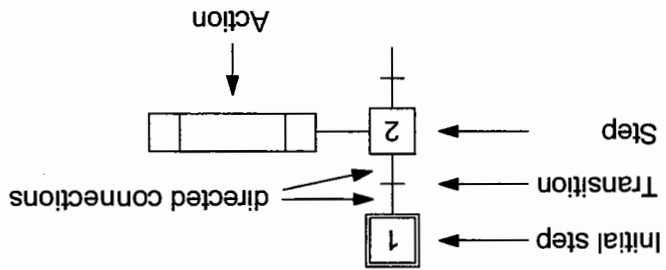 Initial step
1
directed connections
Transition
Step
2
Action